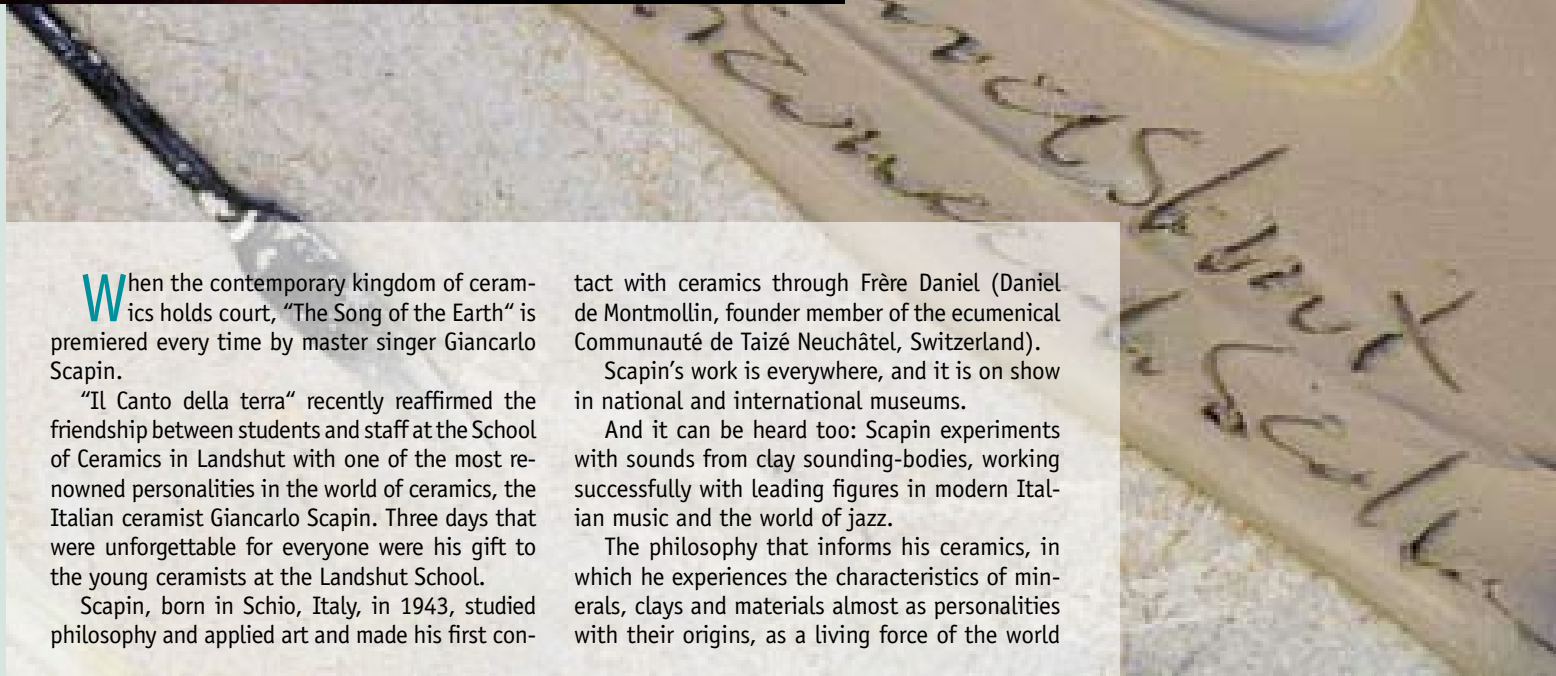 When the contemporary kingdom of ceram-
ics holds court, “The Song of the Earth“ is
premiered every time by master singer Giancarlo
Scapin.
“Il Canto della terra“ recently reaffirmed the
friendship between students and staff at the School
of Ceramics in Landshut with one of the most re-
nowned personalities in the world of ceramics, the
Italian ceramist Giancarlo Scapin. Three days that
were unforgettable for everyone were his gift to
the young ceramists at the Landshut School.
Scapin, born in Schio, Italy, in 1943, studied
philosophy and applied art and made his first con-
tact with ceramics through Frère Daniel (Daniel
de Montmollin, founder member of the ecumenical
Communauté de Taizé Neuchâtel, Switzerland).
Scapin’s work is everywhere, and it is on show
in national and international museums.
And it can be heard too: Scapin experiments
with sounds from clay sounding-bodies, working
successfully with leading figures in modern Ital-
ian music and the world of jazz.
The philosophy that informs his ceramics, in
which he experiences the characteristics of min-
erals, clays and materials almost as personalities
with their origins, as a living force of the world